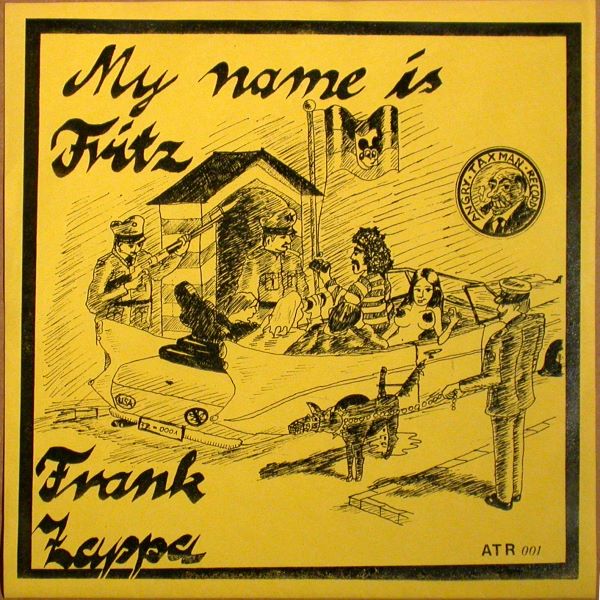 My name is
Fritz
ANGRY · TAXMAN · RECORDS
USA
Frank
Zappa
ATR 001